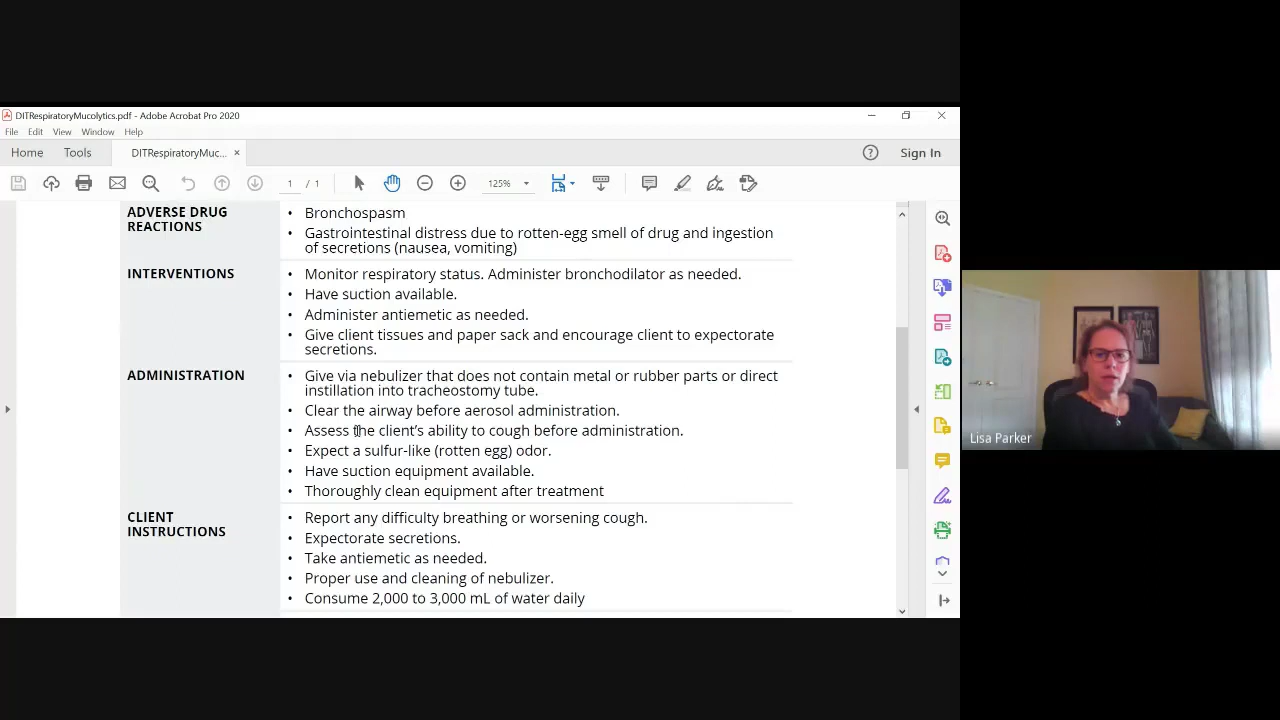 DITRespiratoryMucolytics.pdf - Adobe Acrobat Pro 2020
File Edit View Window Help
Home Tools DITRespiratoryMuc... × Sign In
1 / 1 125%
ADVERSE DRUG
REACTIONS
• Bronchospasm
• Gastrointestinal distress due to rotten-egg smell of drug and ingestion
of secretions (nausea, vomiting)
INTERVENTIONS
• Monitor respiratory status. Administer bronchodilator as needed.
• Have suction available.
• Administer antiemetic as needed.
• Give client tissues and paper sack and encourage client to expectorate
secretions.
ADMINISTRATION
• Give via nebulizer that does not contain metal or rubber parts or direct
instillation into tracheostomy tube.
• Clear the airway before aerosol administration.
• Assess the client's ability to cough before administration.
• Expect a sulfur-like (rotten egg) odor.
• Have suction equipment available.
• Thoroughly clean equipment after treatment
CLIENT
INSTRUCTIONS
• Report any difficulty breathing or worsening cough.
• Expectorate secretions.
• Take antiemetic as needed.
• Proper use and cleaning of nebulizer.
• Consume 2,000 to 3,000 mL of water daily
Lisa Parker